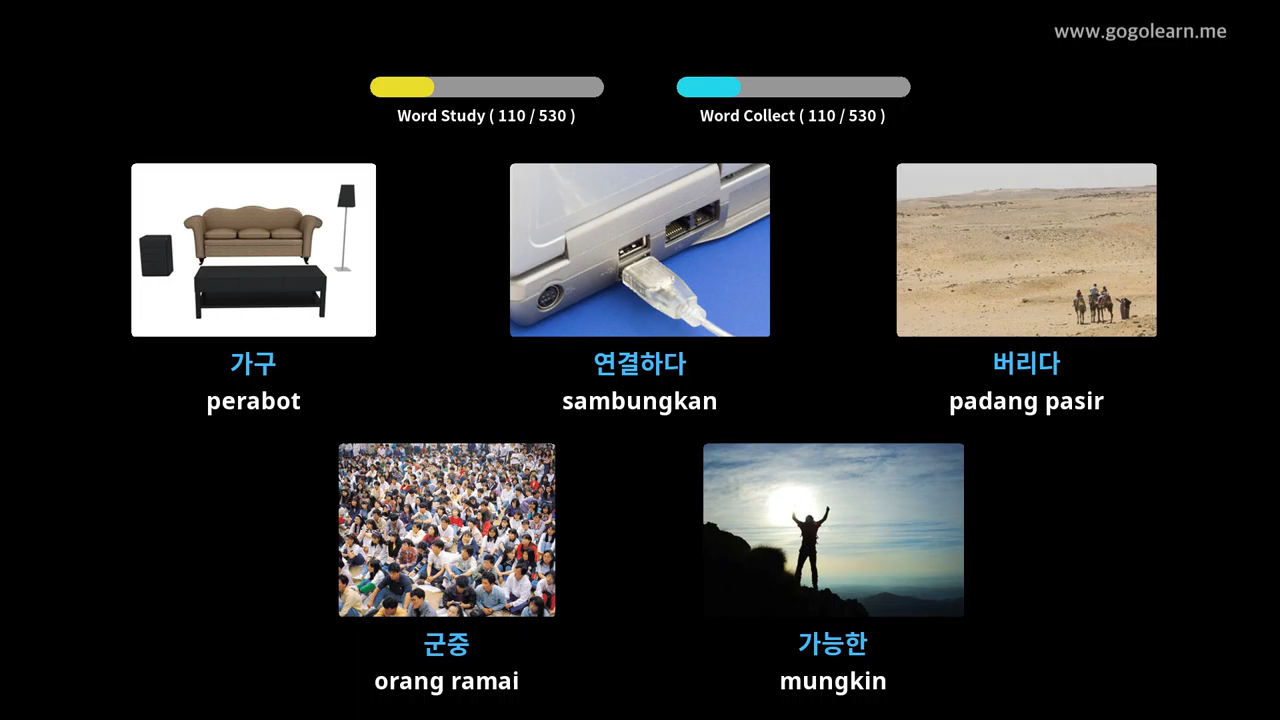 www.gogolearn.me
Word Study ( 110 / 530 )
Word Collect ( 110 / 530 )
가구
perabot
연결하다
sambungkan
버리다
padang pasir
군중
orang ramai
가능한
mungkin